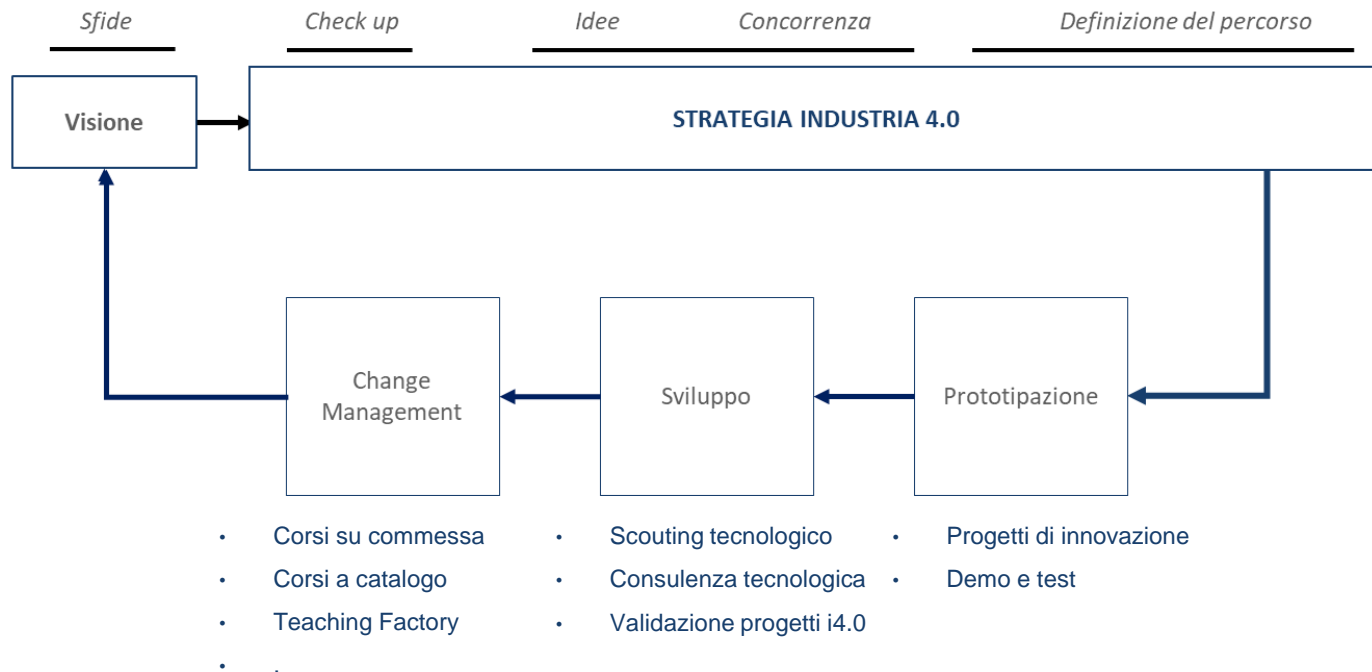 Sfide
Check up
Idee
Concorrenza
Definizione del percorso
Visione
STRATEGIA INDUSTRIA 4.0
Change
Management
Sviluppo
Prototipazione
• Corsi su commessa
• Corsi a catalogo
• Teaching Factory
• .
• Scouting tecnologico
• Consulenza tecnologica
• Validazione progetti i4.0
• Progetti di innovazione
• Demo e test